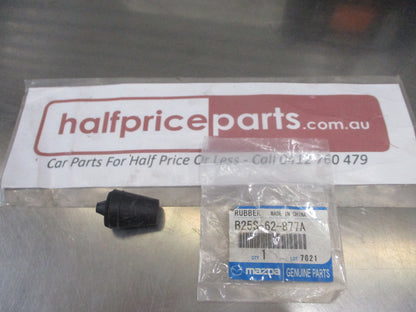 halfpriceparts.com.au
Car Parts For Half Price Or Less - Call 0412 760 479
RUBBER MADE IN CHINA
B25S-62-877A
QTY 1 LOT 7621
mazda GENUINE PARTS